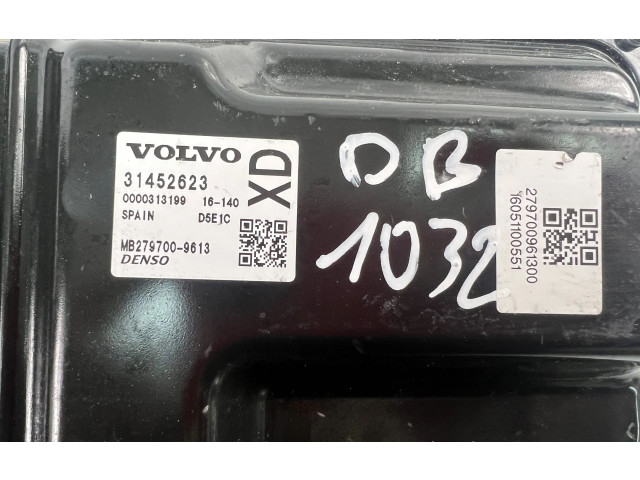 VOLVO
31452623
0000313199 16-140
SPAIN D5E1C
MB279700-9613
DENSO
XD
DB
1032
279700961300
16051100551